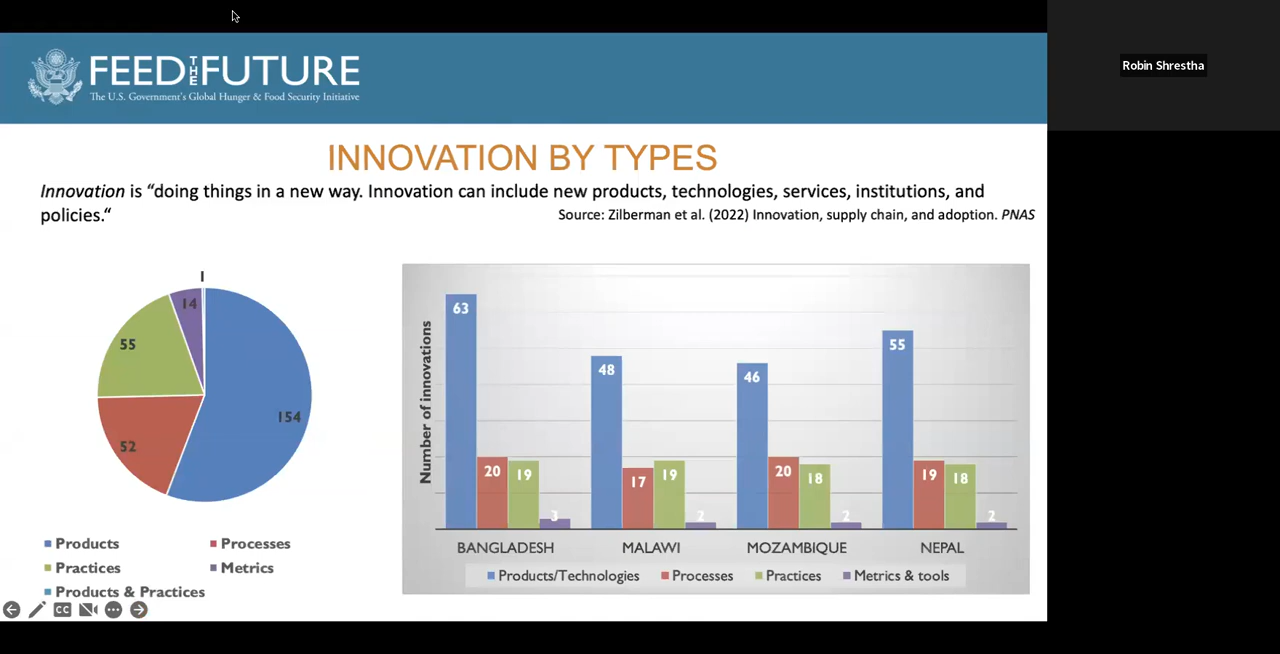 FEED THE FUTURE
The U.S. Government's Global Hunger & Food Security Initiative
Robin Shrestha
INNOVATION BY TYPES
Innovation is “doing things in a new way. Innovation can include new products, technologies, services, institutions, and
policies.“
Source: Zilberman et al. (2022) Innovation, supply chain, and adoption. PNAS
1
14
55
154
52
Products
Processes
Practices
Metrics
Products & Practices
Number of innovations
63
20
19
3
48
17
19
2
46
20
18
2
55
19
18
2
BANGLADESH
MALAWI
MOZAMBIQUE
NEPAL
Products/Technologies
Processes
Practices
Metrics & tools
CC